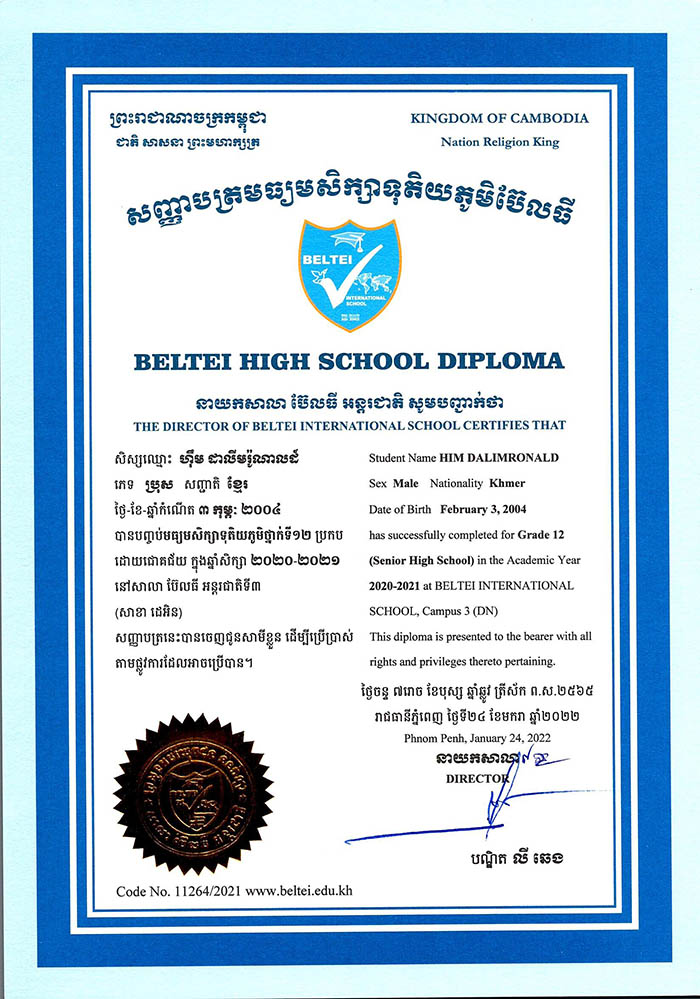 ព្រះរាជាណាចក្រកម្ពុជា
ជាតិ សាសនា ព្រះមហាក្សត្រ
KINGDOM OF CAMBODIA
Nation Religion King
សញ្ញាបត្រមធ្យមសិក្សាទុតិយភូមិប៊ែលធី
BELTEI
INTERNATIONAL
SCHOOL
BELTEI HIGH SCHOOL DIPLOMA
នាយកសាលា ប៊ែលធី អន្តរជាតិ សូមបញ្ជាក់ថា
THE DIRECTOR OF BELTEI INTERNATIONAL SCHOOL CERTIFIES THAT
សិស្សឈ្មោះ ហ៊ឹម ដាលីមរ៉ូណាលដ៍
ភេទ ប្រុស សញ្ជាតិ ខ្មែរ
ថ្ងៃ-ខែ-ឆ្នាំកំណើត ៣ កុម្ភៈ ២០០៤
បានបញ្ចប់មធ្យមសិក្សាទុតិយភូមិថ្នាក់ទី១២ ប្រកប
ដោយជោគជ័យ ក្នុងឆ្នាំសិក្សា ២០២០-២០២១
នៅសាលា ប៊ែលធី អន្តរជាតិទី៣
(សាខា ដេអិន)
សញ្ញាបត្រនេះបានចេញជូនសាមីខ្លួន ដើម្បីប្រើប្រាស់
តាមផ្លូវការដែលអាចប្រើបាន។
Student Name HIM DALIMRONALD
Sex Male Nationality Khmer
Date of Birth February 3, 2004
has successfully completed for Grade 12
(Senior High School) in the Academic Year
2020-2021 at BELTEI INTERNATIONAL
SCHOOL, Campus 3 (DN)
This diploma is presented to the bearer with all
rights and privileges thereto pertaining.
ថ្ងៃចន្ទ ៧រោច ខែបុស្ស ឆ្នាំឆ្លូវ ត្រីស័ក ព.ស.២៥៦៥
រាជធានីភ្នំពេញ ថ្ងៃទី២៤ ខែមករា ឆ្នាំ២០២២
Phnom Penh, January 24, 2022
នាយកសាលា
DIRECTOR
បណ្ឌិត លី ឆេង
Code No. 11264/2021 www.beltei.edu.kh